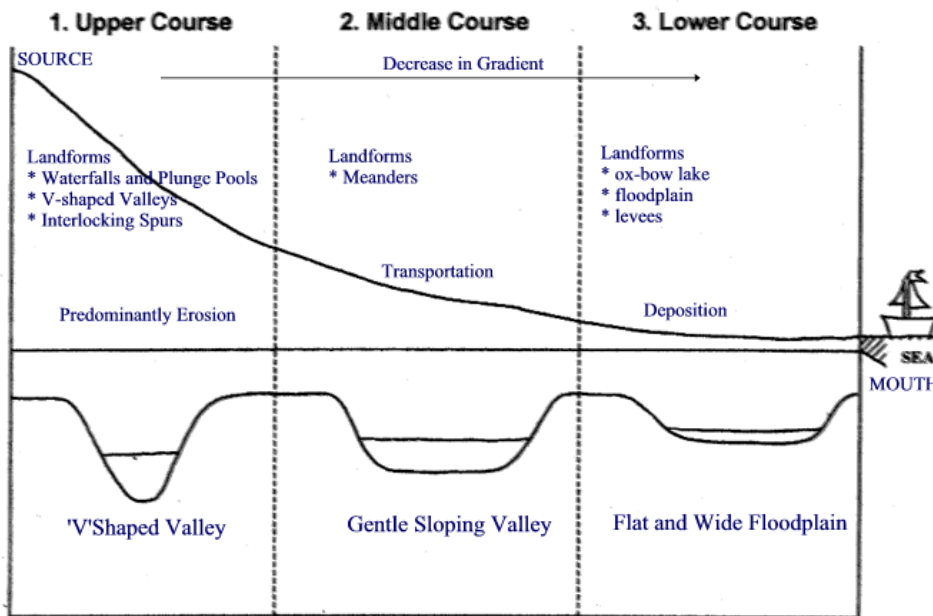 1. Upper Course
2. Middle Course
3. Lower Course
SOURCE
Decrease in Gradient
Landforms
* Waterfalls and Plunge Pools
* V-shaped Valleys
* Interlocking Spurs
Landforms
* Meanders
Landforms
* ox-bow lake
* floodplain
* levees
Predominantly Erosion
Transportation
Deposition
SEA
MOUTH
'V'Shaped Valley
Gentle Sloping Valley
Flat and Wide Floodplain